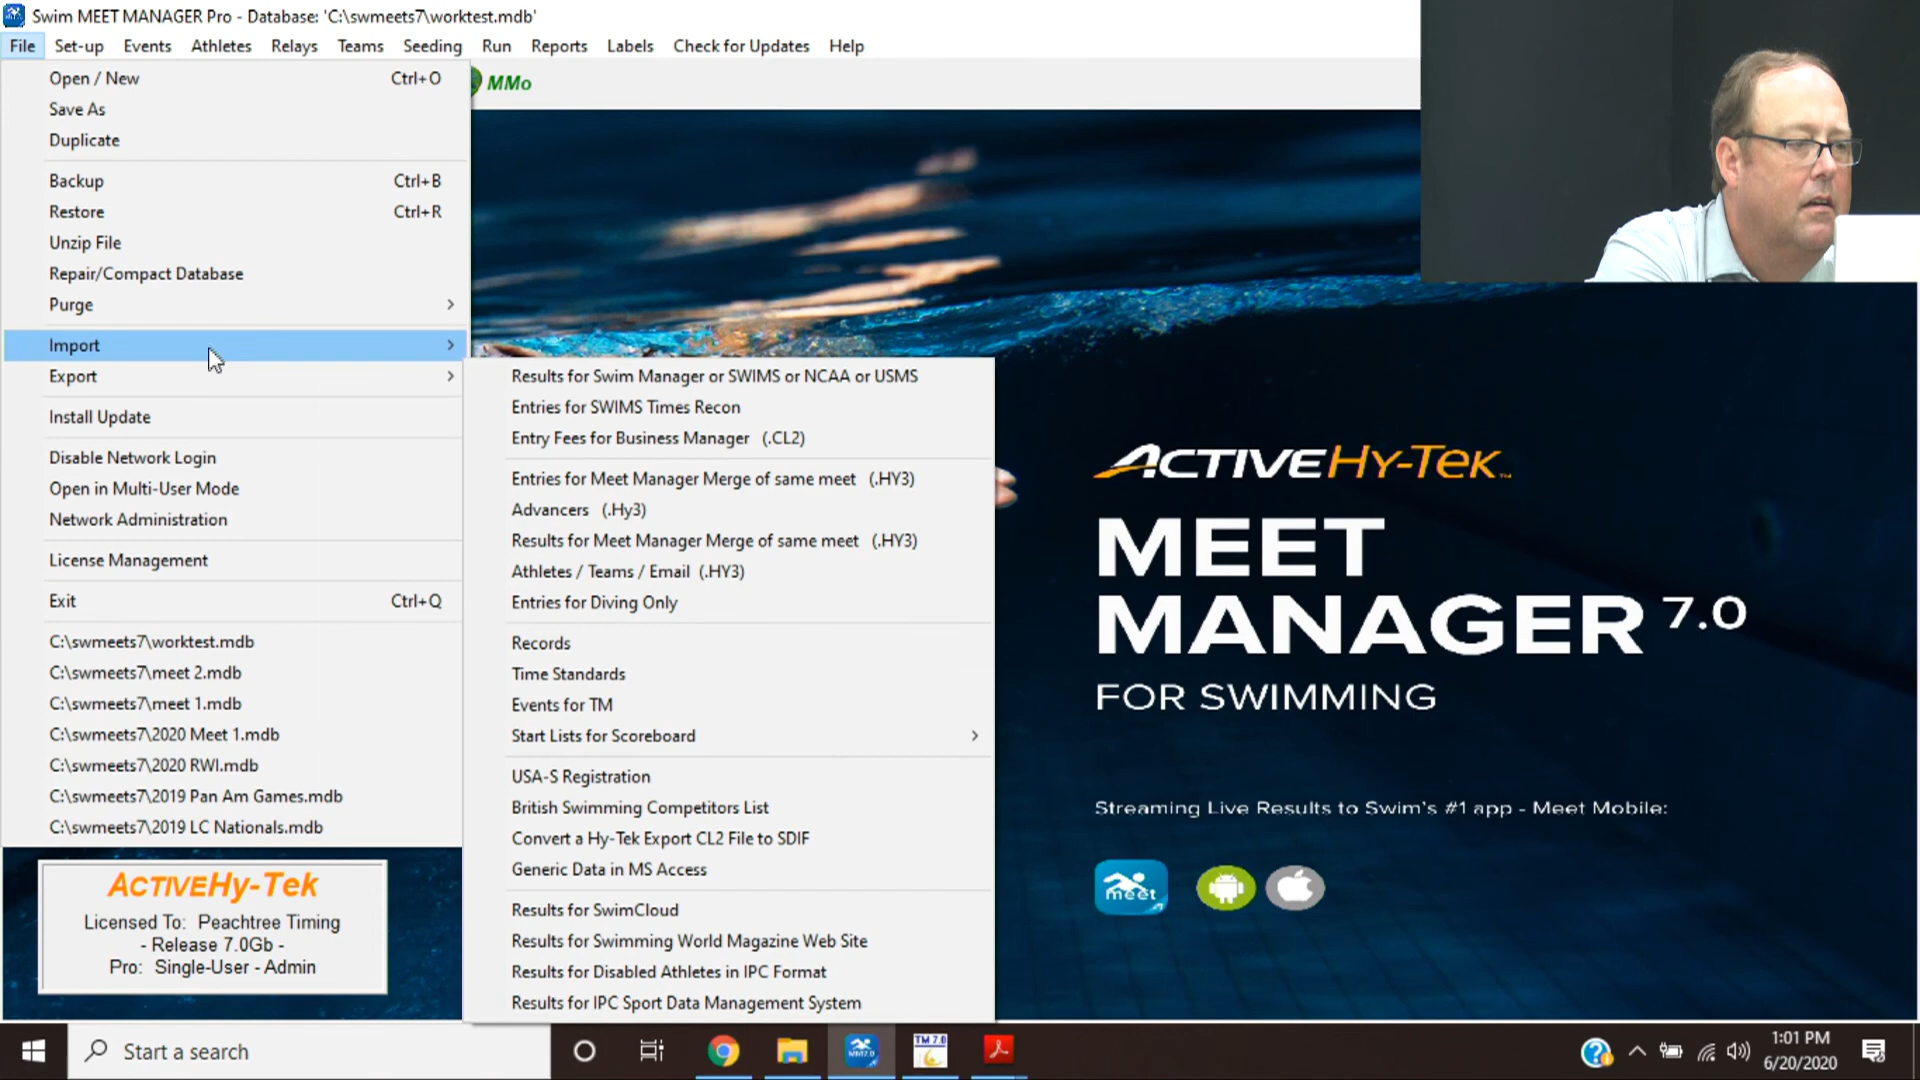 Swim MEET MANAGER Pro - Database: 'C:\swmeets7\worktest.mdb'
File Set-up Events Athletes Relays Teams Seeding Run Reports Labels Check for Updates Help
MMo
Open / New Ctrl+O
Save As
Duplicate
Backup Ctrl+B
Restore Ctrl+R
Unzip File
Repair/Compact Database
Purge
Import
Export
Install Update
Disable Network Login
Open in Multi-User Mode
Network Administration
License Management
Exit Ctrl+Q
C:\swmeets7\worktest.mdb
C:\swmeets7\meet 2.mdb
C:\swmeets7\meet 1.mdb
C:\swmeets7\2020 Meet 1.mdb
C:\swmeets7\2020 RWI.mdb
C:\swmeets7\2019 Pan Am Games.mdb
C:\swmeets7\2019 LC Nationals.mdb
Results for Swim Manager or SWIMS or NCAA or USMS
Entries for SWIMS Times Recon
Entry Fees for Business Manager (.CL2)
Entries for Meet Manager Merge of same meet (.HY3)
Advancers (.Hy3)
Results for Meet Manager Merge of same meet (.HY3)
Athletes / Teams / Email (.HY3)
Entries for Diving Only
Records
Time Standards
Events for TM
Start Lists for Scoreboard
USA-S Registration
British Swimming Competitors List
Convert a Hy-Tek Export CL2 File to SDIF
Generic Data in MS Access
Results for SwimCloud
Results for Swimming World Magazine Web Site
Results for Disabled Athletes in IPC Format
Results for IPC Sport Data Management System
ACTIVEHy-Tek
Licensed To: Peachtree Timing
- Release 7.0Gb -
Pro: Single-User - Admin
ACTIVEHY-TEK™
MEET
MANAGER 7.0
FOR SWIMMING
Streaming Live Results to Swim's #1 app - Meet Mobile:
meet
Start a search
MM7.0
TM 7.0
1:01 PM
6/20/2020